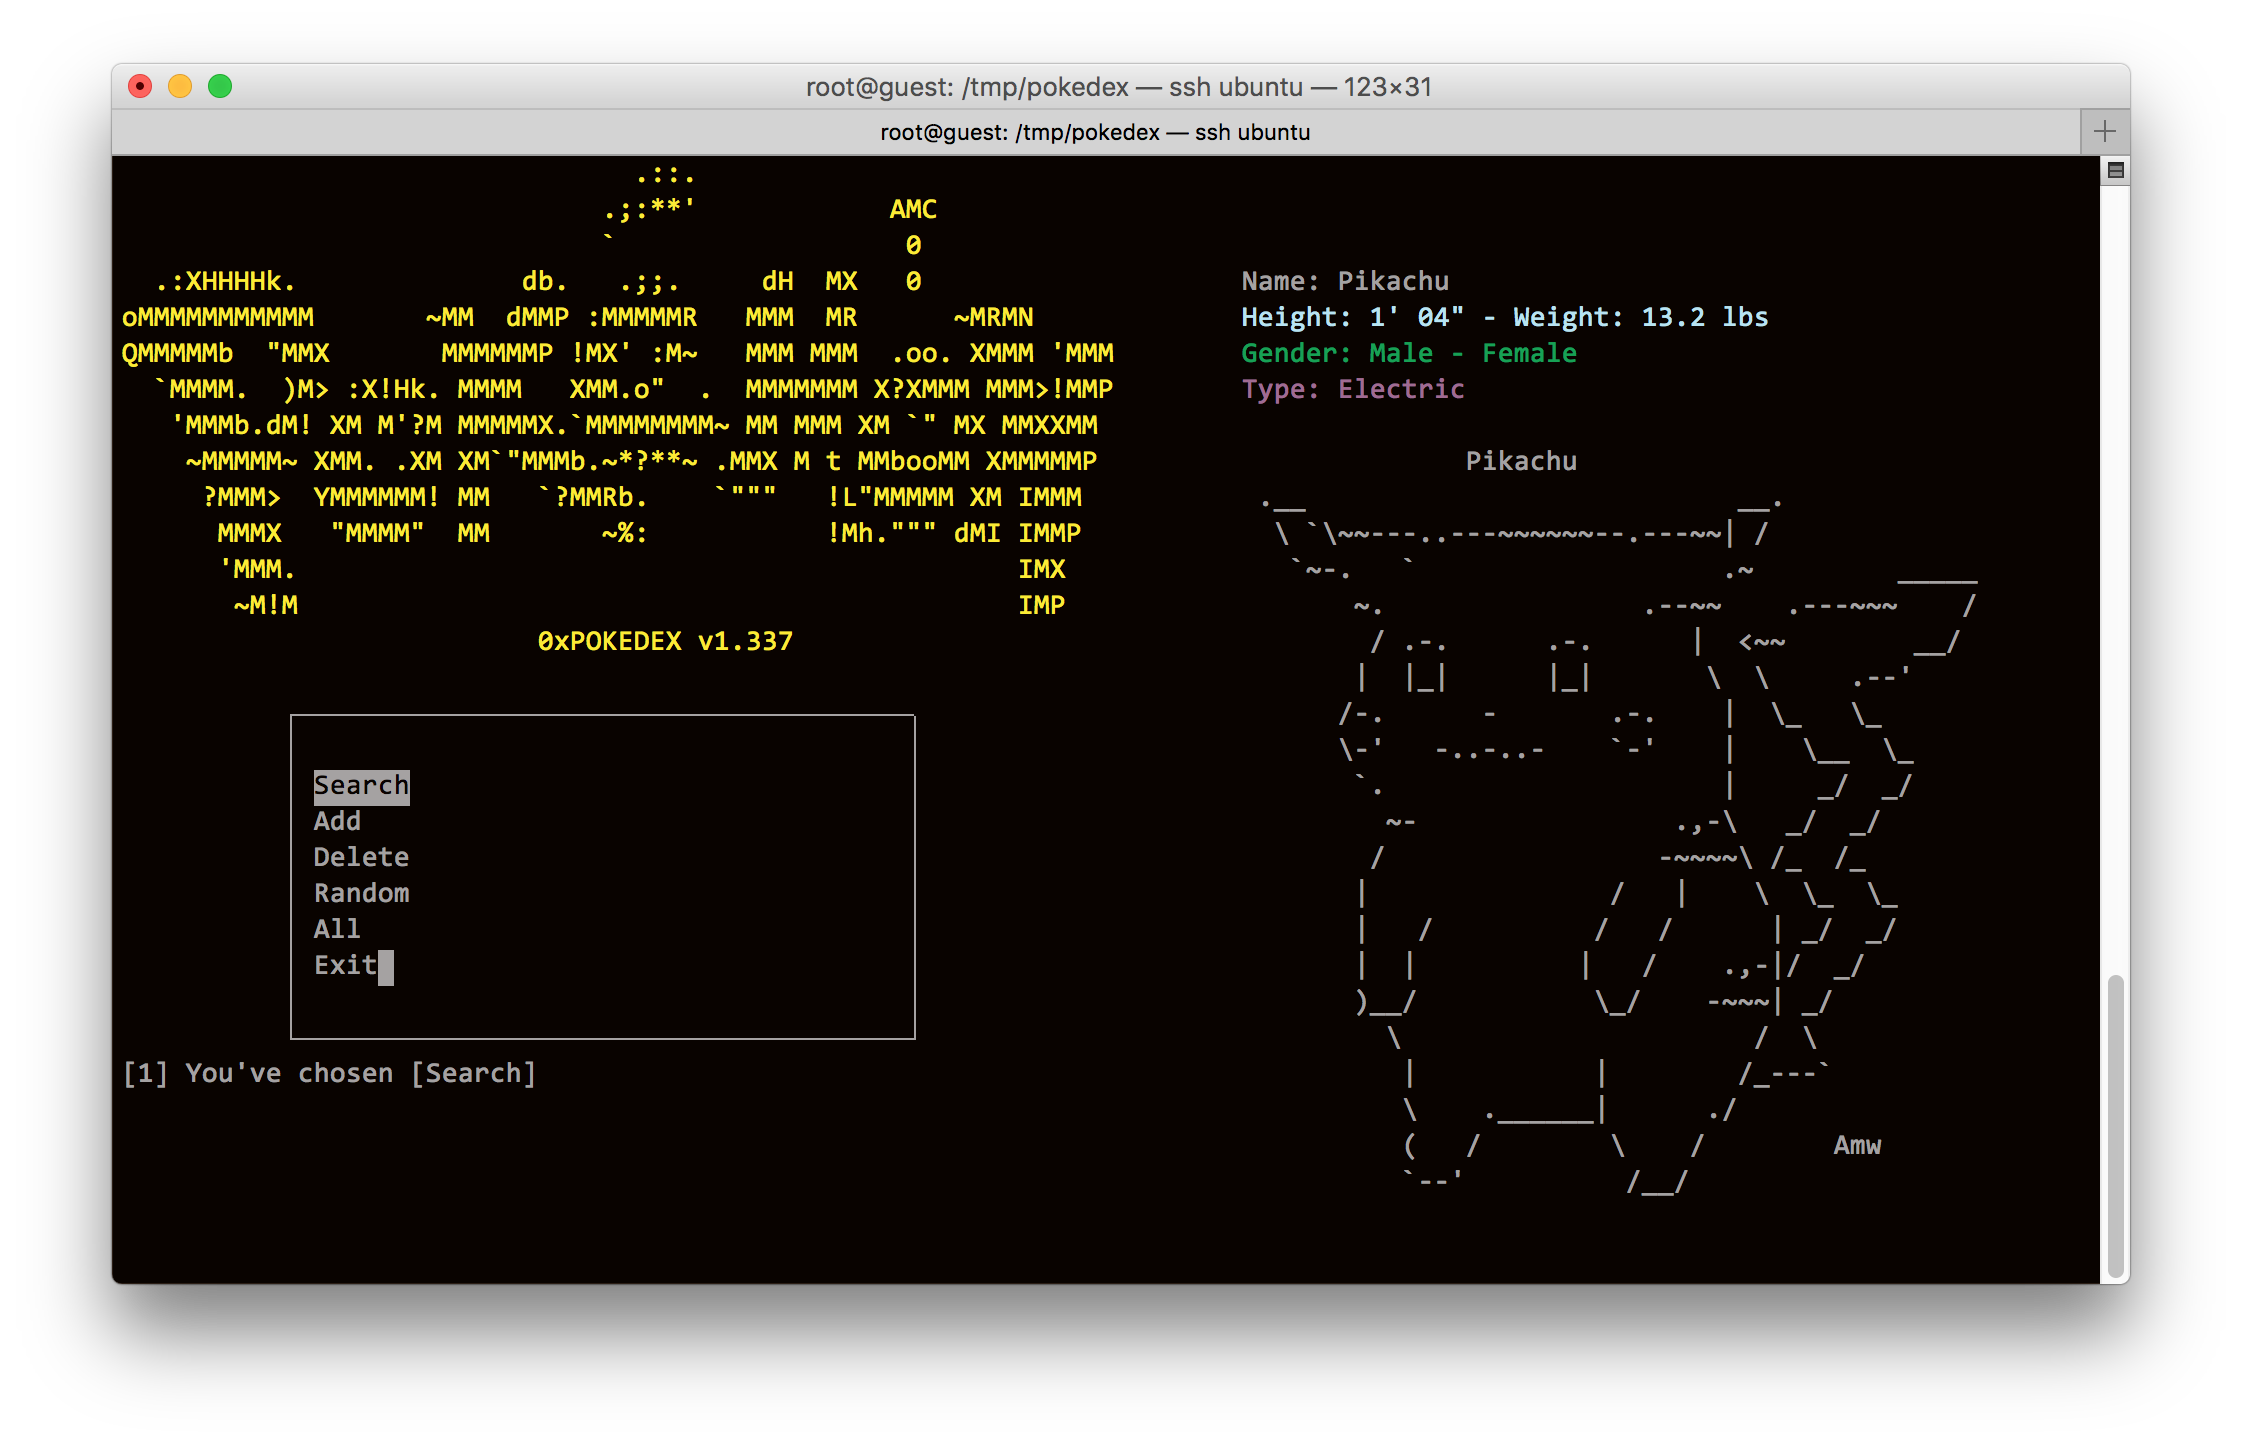 root@guest: /tmp/pokedex — ssh ubuntu — 123×31
root@guest: /tmp/pokedex — ssh ubuntu
AMC
0xPOKEDEX v1.337
Search
Add
Delete
Random
All
Exit
[1] You've chosen [Search]
Name: Pikachu
Height: 1' 04" - Weight: 13.2 lbs
Gender: Male - Female
Type: Electric
Pikachu
Amw